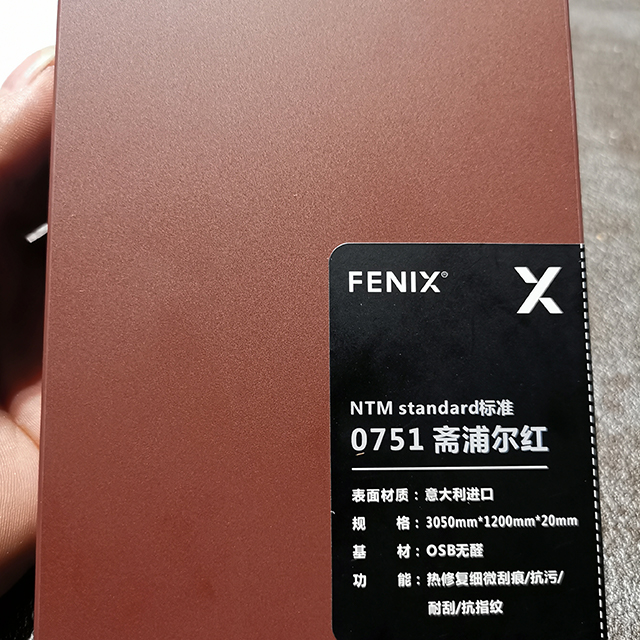 FENIX®
NTM standard标准
0751 斋浦尔红
表面材质：意大利进口
规 格：3050mm*1200mm*20mm
基 材：OSB无醛
功 能：热修复细微刮痕/抗污/
耐刮/抗指纹